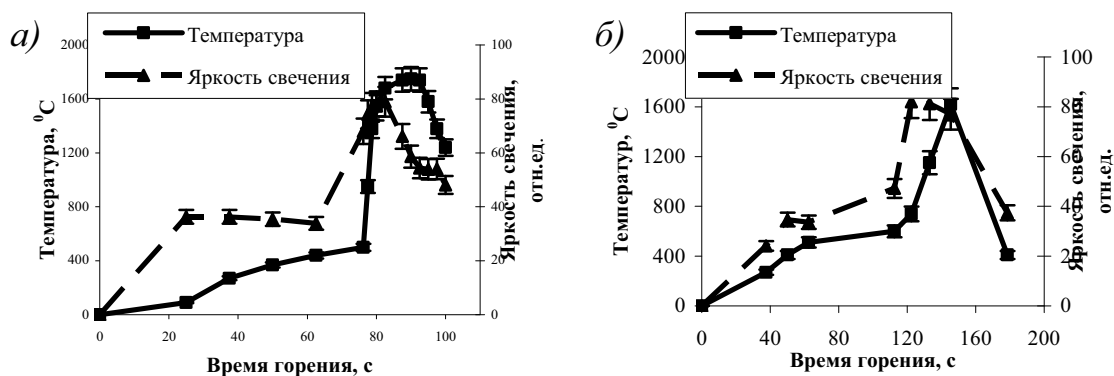 а)
Температура
Яркость свечения
Температура, ⁰С
2000
1600
1200
800
400
0
0
20
40
60
80
100
Время горения, с
100
80
60
40
20
0
Яркость свечения,
отн.ед.
б)
Температура
Яркость свечения
Температур, ⁰С
2000
1600
1200
800
400
0
0
40
80
120
160
200
Время горения, с
100
80
60
40
20
0
Яркость свечения,
отн.ед.